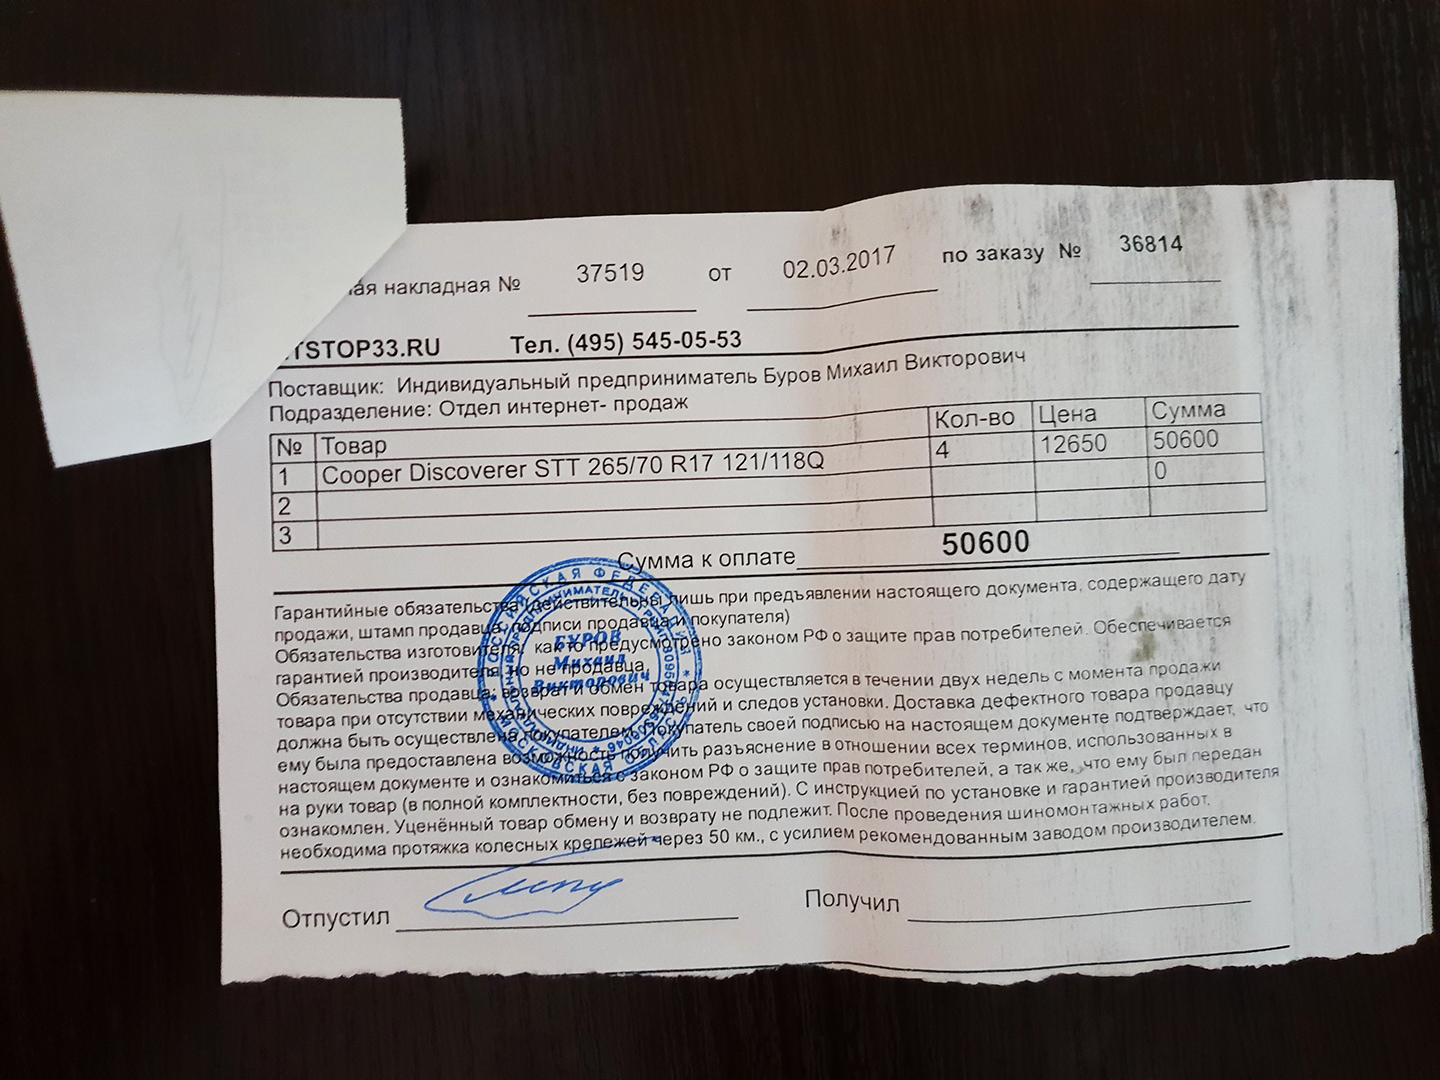 ая накладная № 37519 от 02.03.2017 по заказу № 36814
TSTOP33.RU Тел. (495) 545-05-53
Поставщик: Индивидуальный предприниматель Буров Михаил Викторович
Подразделение: Отдел интернет- продаж
№ Товар Кол-во Цена Сумма
1 Cooper Discoverer STT 265/70 R17 121/118Q 4 12650 50600
2 0
3
Сумма к оплате 50600
Гарантийные обязательства (действительны лишь при предъявлении настоящего документа, содержащего дату
продажи, штамп продавца, подписи продавца и покупателя)
Обязательства изготовителя: как то предусмотрено законом РФ о защите прав потребителей. Обеспечивается
гарантией производителя, но не продавца.
Обязательства продавца: возврат и обмен товара осуществляется в течении двух недель с момента продажи
товара при отсутствии механических повреждений и следов установки. Доставка дефектного товара продавцу
должна быть осуществлена покупателем. Покупатель своей подписью на настоящем документе подтверждает, что
ему была предоставлена возможность получить разъяснение в отношении всех терминов, использованных в
настоящем документе и ознакомиться с законом РФ о защите прав потребителей, а так же, что ему был передан
на руки товар (в полной комплектности, без повреждений). С инструкцией по установке и гарантией производителя
ознакомлен. Уценённый товар обмену и возврату не подлежит. После проведения шиномонтажных работ,
необходима протяжка колесных крепежей через 50 км., с усилием рекомендованным заводом производителем.
РОССИЙСКАЯ ФЕДЕРАЦИЯ
МОСКОВСКАЯ ОБЛАСТЬ
ИНДИВИДУАЛЬНЫЙ ПРЕДПРИНИМАТЕЛЬ
БУРОВ
Михаил
Викторович
Отпустил Получил